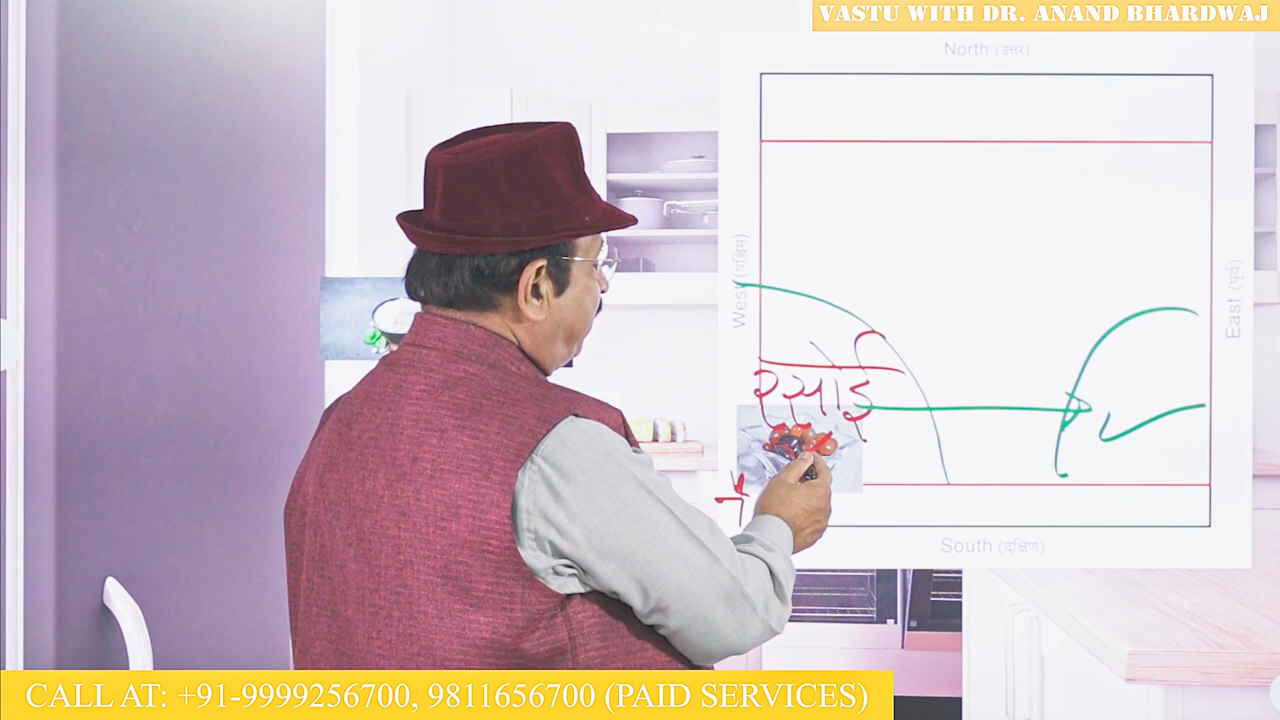 VASTU WITH DR. ANAND BHARDWAJ
North (उत्तर)
West (पश्चिम)
East (पूर्व)
रसोई
South (दक्षिण)
CALL AT: +91-9999256700, 9811656700 (PAID SERVICES)